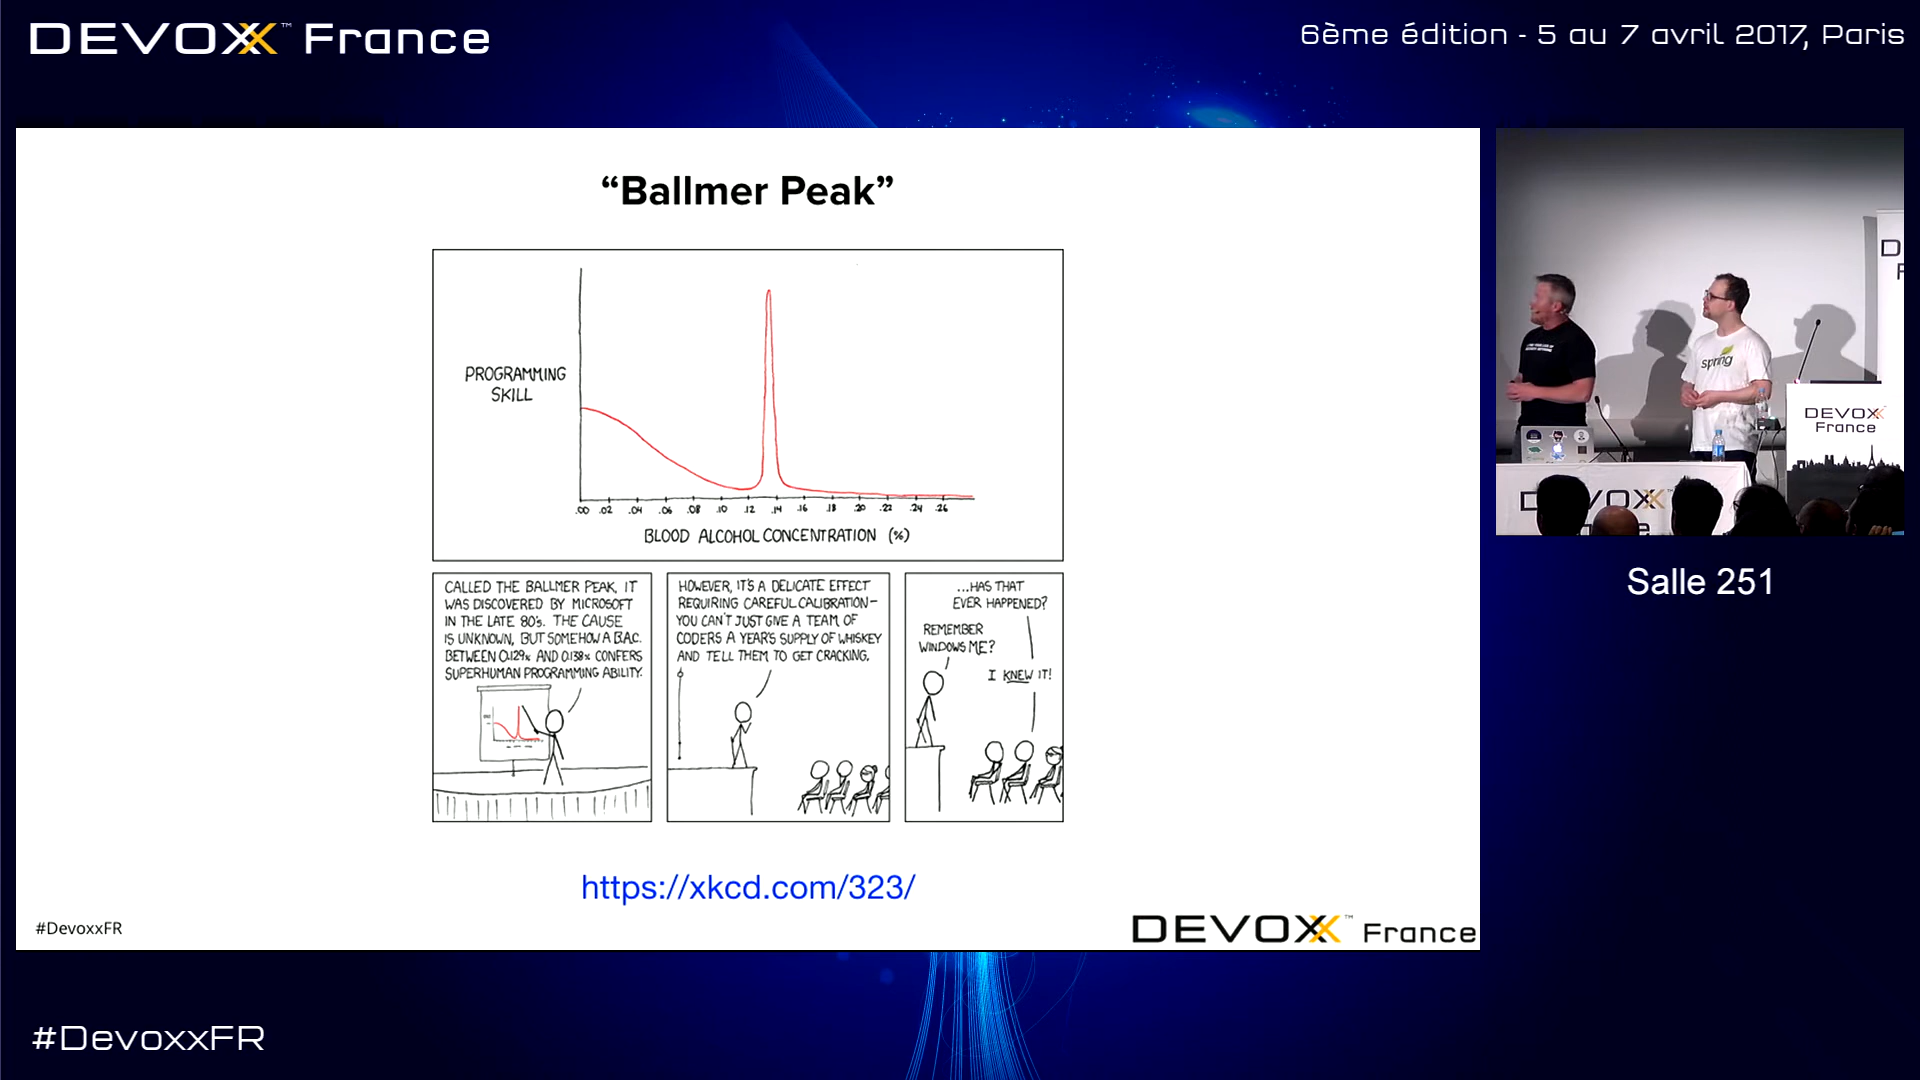 DEVOXX™ France
6ème édition - 5 au 7 avril 2017, Paris
“Ballmer Peak”
PROGRAMMING
SKILL
.00 .02 .04 .06 .08 .10 .12 .14 .16 .18 .20 .22 .24 .26
BLOOD ALCOHOL CONCENTRATION (%)
CALLED THE BALLMER PEAK, IT
WAS DISCOVERED BY MICROSOFT
IN THE LATE 80's. THE CAUSE
IS UNKNOWN, BUT SOMEHOW A B.A.C.
BETWEEN 0.129% AND 0.138% CONFERS
SUPERHUMAN PROGRAMMING ABILITY.
HOWEVER, IT'S A DELICATE EFFECT
REQUIRING CAREFUL CALIBRATION–
YOU CAN'T JUST GIVE A TEAM OF
CODERS A YEAR'S SUPPLY OF WHISKEY
AND TELL THEM TO GET CRACKING.
...HAS THAT
EVER HAPPENED?
REMEMBER
WINDOWS ME?
I KNEW IT!
https://xkcd.com/323/
#DevoxxFR
DEVOXX™ France
spring
DEVOXX
France
Salle 251
#DevoxxFR